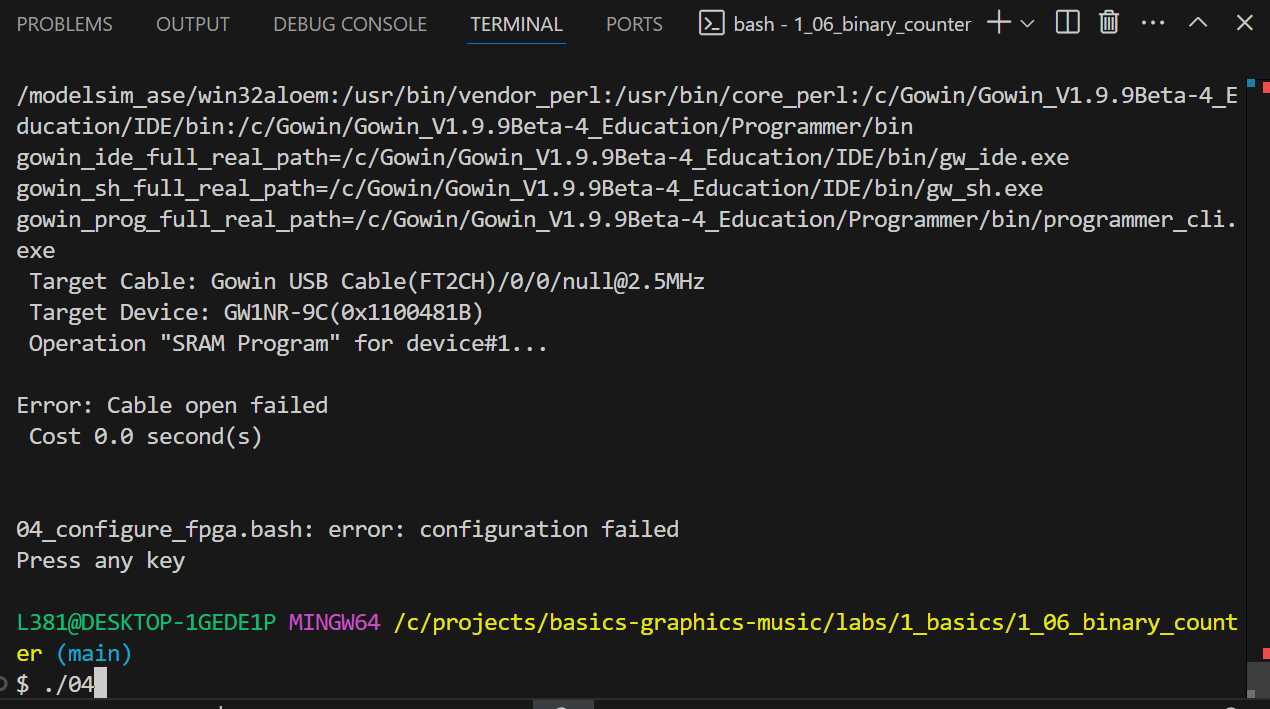 PROBLEMS OUTPUT DEBUG CONSOLE TERMINAL PORTS bash - 1_06_binary_counter
/modelsim_ase/win32aloem:/usr/bin/vendor_perl:/usr/bin/core_perl:/c/Gowin/Gowin_V1.9.9Beta-4_E
ducation/IDE/bin:/c/Gowin/Gowin_V1.9.9Beta-4_Education/Programmer/bin
gowin_ide_full_real_path=/c/Gowin/Gowin_V1.9.9Beta-4_Education/IDE/bin/gw_ide.exe
gowin_sh_full_real_path=/c/Gowin/Gowin_V1.9.9Beta-4_Education/IDE/bin/gw_sh.exe
gowin_prog_full_real_path=/c/Gowin/Gowin_V1.9.9Beta-4_Education/Programmer/bin/programmer_cli.
exe
Target Cable: Gowin USB Cable(FT2CH)/0/0/null@2.5MHz
Target Device: GW1NR-9C(0x1100481B)
Operation "SRAM Program" for device#1...
Error: Cable open failed
Cost 0.0 second(s)
04_configure_fpga.bash: error: configuration failed
Press any key
L381@DESKTOP-1GEDE1P MINGW64 /c/projects/basics-graphics-music/labs/1_basics/1_06_binary_count
er (main)
$ ./04